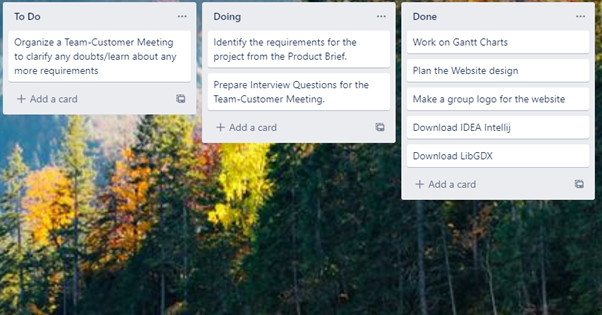 To Do
Organize a Team-Customer Meeting
to clarify any doubts/learn about any
more requirements
Add a card
Doing
Identify the requirements for the
project from the Product Brief.
Prepare Interview Questions for the
Team-Customer Meeting.
Add a card
Done
Work on Gantt Charts
Plan the Website design
Make a group logo for the website
Download IDEA Intellij
Download LibGDX
Add a card